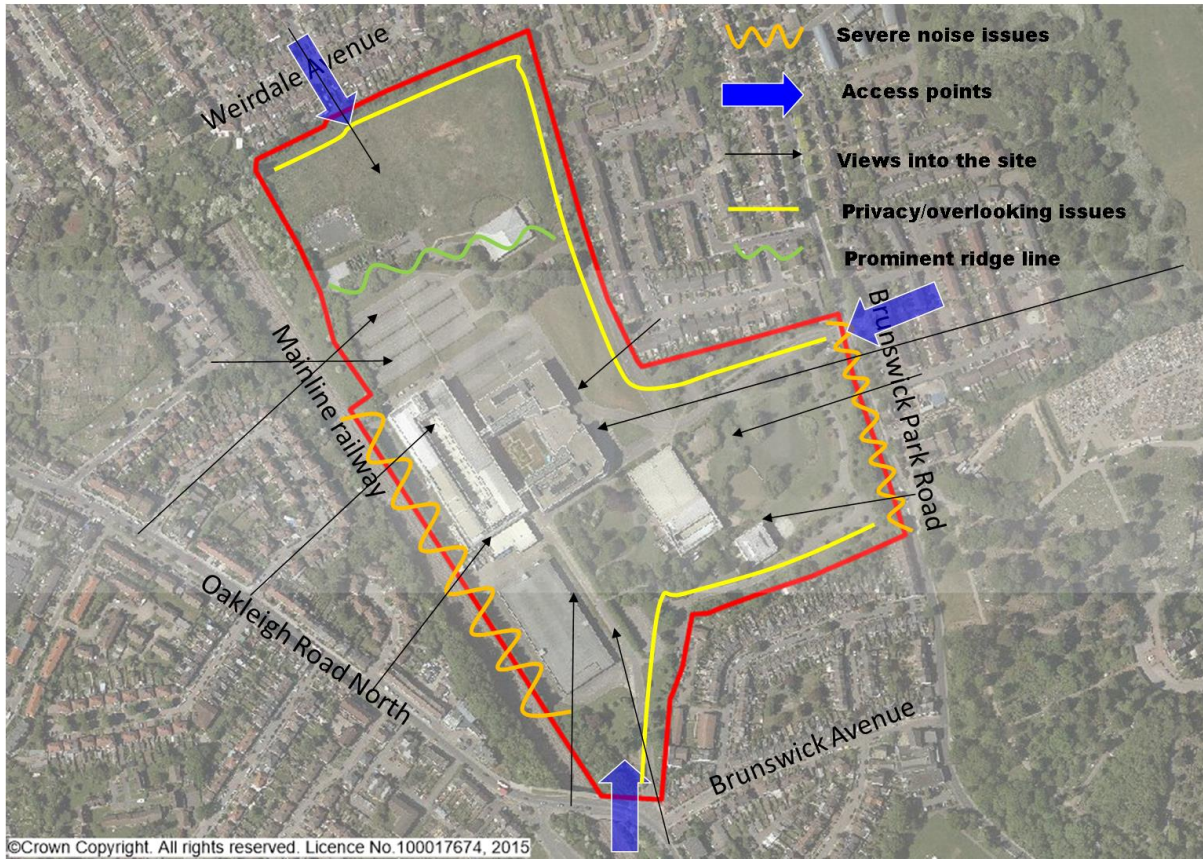 Weirdale Avenue
Severe noise issues
Access points
Views into the site
Privacy/overlooking issues
Prominent ridge line
Brunswick Park Road
Mainline railway
Oakleigh Road North
Brunswick Avenue
©Crown Copyright. All rights reserved. Licence No.100017674, 2015